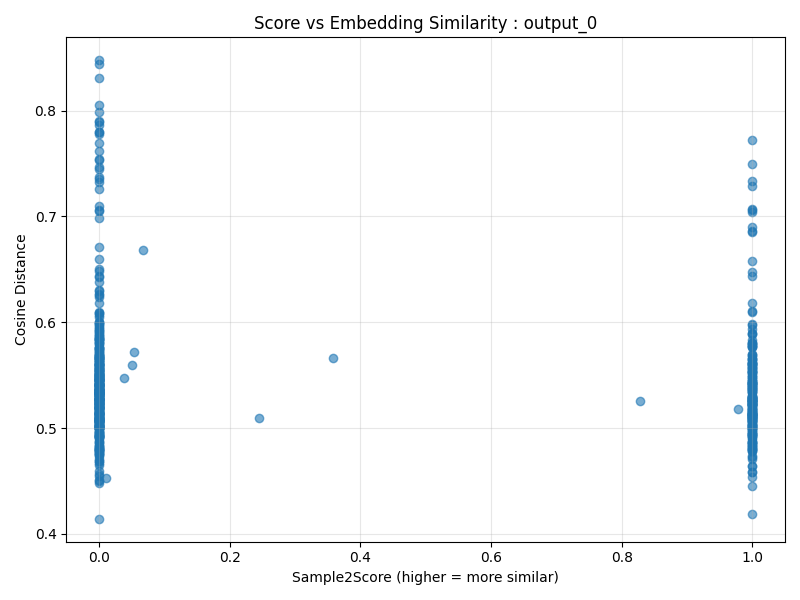 Score vs Embedding Similarity : output_0
0.8
0.7
0.6
0.5
0.4
Cosine Distance
0.0 0.2 0.4 0.6 0.8 1.0
Sample2Score (higher = more similar)